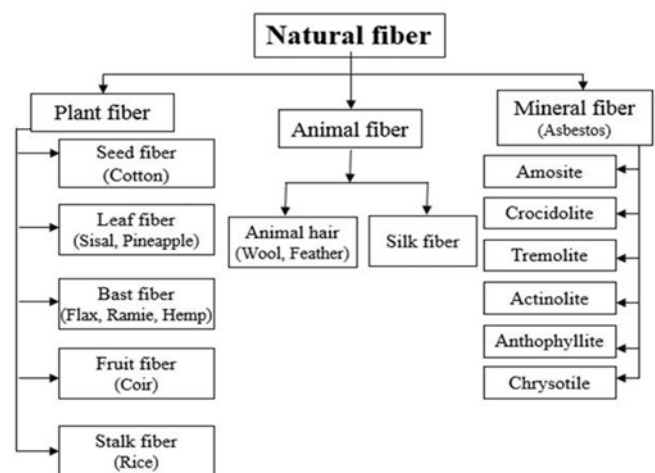 Natural fiber
Plant fiber
Seed fiber
(Cotton)
Leaf fiber
(Sisal, Pineapple)
Bast fiber
(Flax, Ramie, Hemp)
Fruit fiber
(Coir)
Stalk fiber
(Rice)
Animal fiber
Animal hair
(Wool, Feather)
Silk fiber
Mineral fiber
(Asbestos)
Amosite
Crocidolite
Tremolite
Actinolite
Anthophyllite
Chrysotile